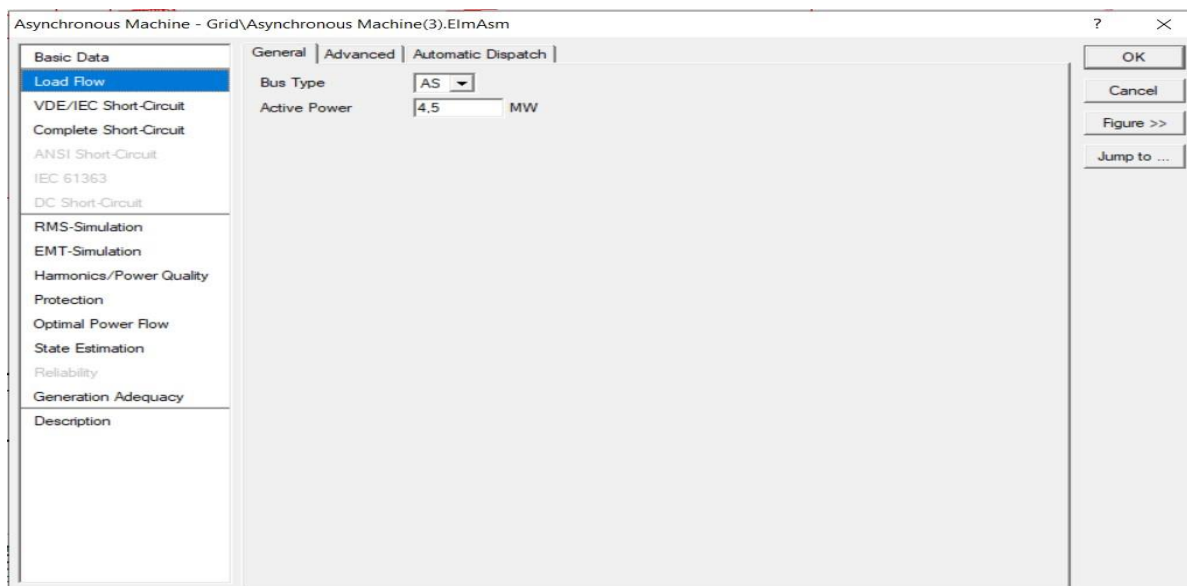 Asynchronous Machine - Grid\Asynchronous Machine(3).ElmAsm ? ×
Basic Data
Load Flow
VDE/IEC Short-Circuit
Complete Short-Circuit
ANSI Short-Circuit
IEC 61363
DC Short-Circuit
RMS-Simulation
EMT-Simulation
Harmonics/Power Quality
Protection
Optimal Power Flow
State Estimation
Reliability
Generation Adequacy
Description
General Advanced Automatic Dispatch
Bus Type AS
Active Power 4,5 MW
OK
Cancel
Figure >>
Jump to ...